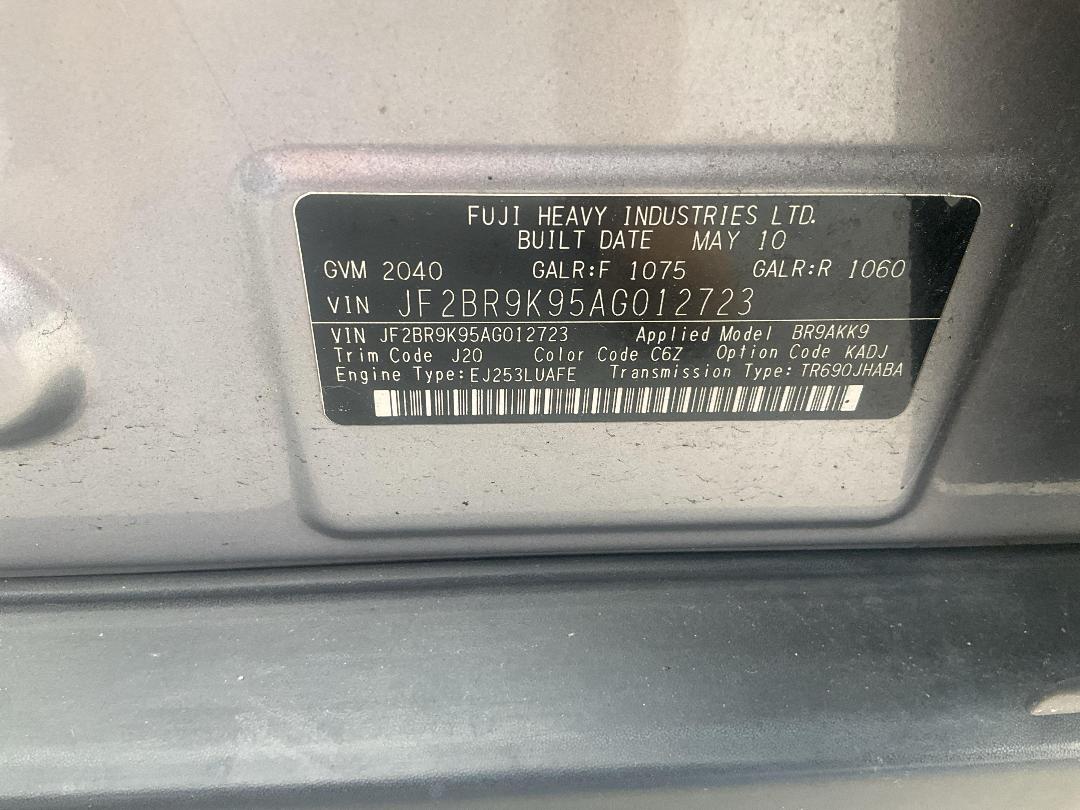 FUJI HEAVY INDUSTRIES LTD.
BUILT DATE MAY 10
GVM 2040 GALR:F 1075 GALR:R 1060
VIN JF2BR9K95AG012723
VIN JF2BR9K95AG012723 Applied Model BR9AKK9
Trim Code J20 Color Code C6Z Option Code KADJ
Engine Type:EJ253LUAFE Transmission Type:TR690JHABA